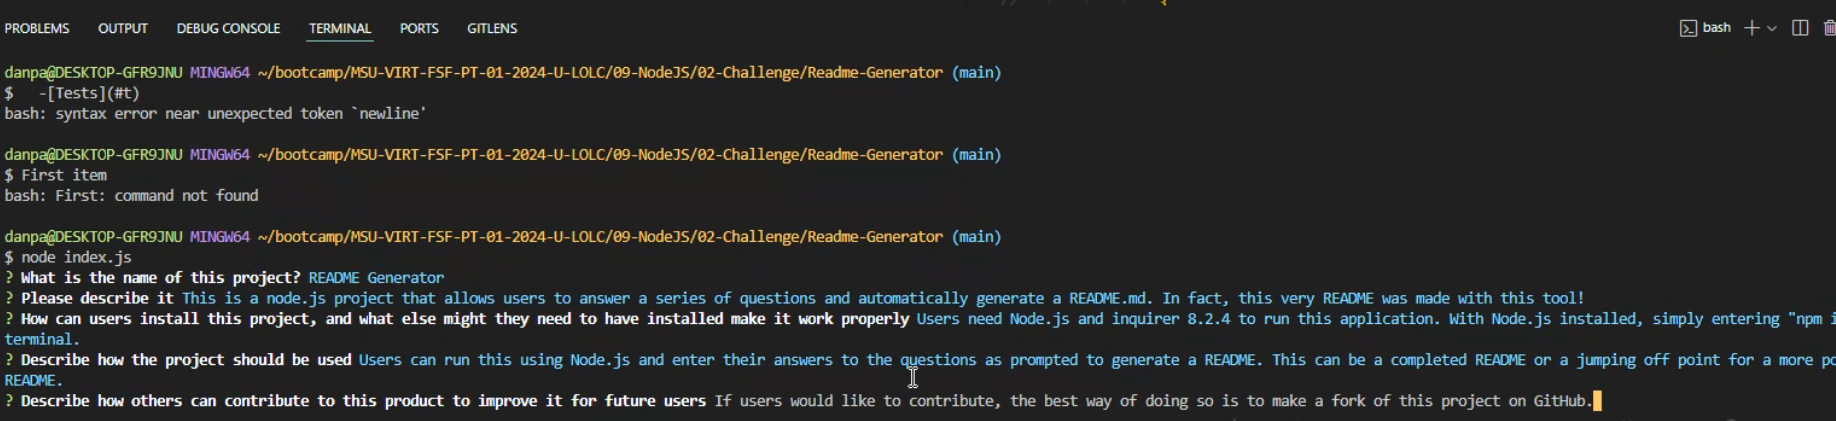 PROBLEMS OUTPUT DEBUG CONSOLE TERMINAL PORTS GITLENS bash
danpa@DESKTOP-GFR9JNU MINGW64 ~/bootcamp/MSU-VIRT-FSF-PT-01-2024-U-LOLC/09-NodeJS/02-Challenge/Readme-Generator (main)
$   -[Tests](#t)
bash: syntax error near unexpected token `newline'
danpa@DESKTOP-GFR9JNU MINGW64 ~/bootcamp/MSU-VIRT-FSF-PT-01-2024-U-LOLC/09-NodeJS/02-Challenge/Readme-Generator (main)
$ First item
bash: First: command not found
danpa@DESKTOP-GFR9JNU MINGW64 ~/bootcamp/MSU-VIRT-FSF-PT-01-2024-U-LOLC/09-NodeJS/02-Challenge/Readme-Generator (main)
$ node index.js
? What is the name of this project? README Generator
? Please describe it This is a node.js project that allows users to answer a series of questions and automatically generate a README.md. In fact, this very README was made with this tool!
? How can users install this project, and what else might they need to have installed make it work properly Users need Node.js and inquirer 8.2.4 to run this application. With Node.js installed, simply entering "npm
terminal.
? Describe how the project should be used Users can run this using Node.js and enter their answers to the questions as prompted to generate a README. This can be a completed README or a jumping off point for a more
README.
? Describe how others can contribute to this product to improve it for future users If users would like to contribute, the best way of doing so is to make a fork of this project on GitHub.